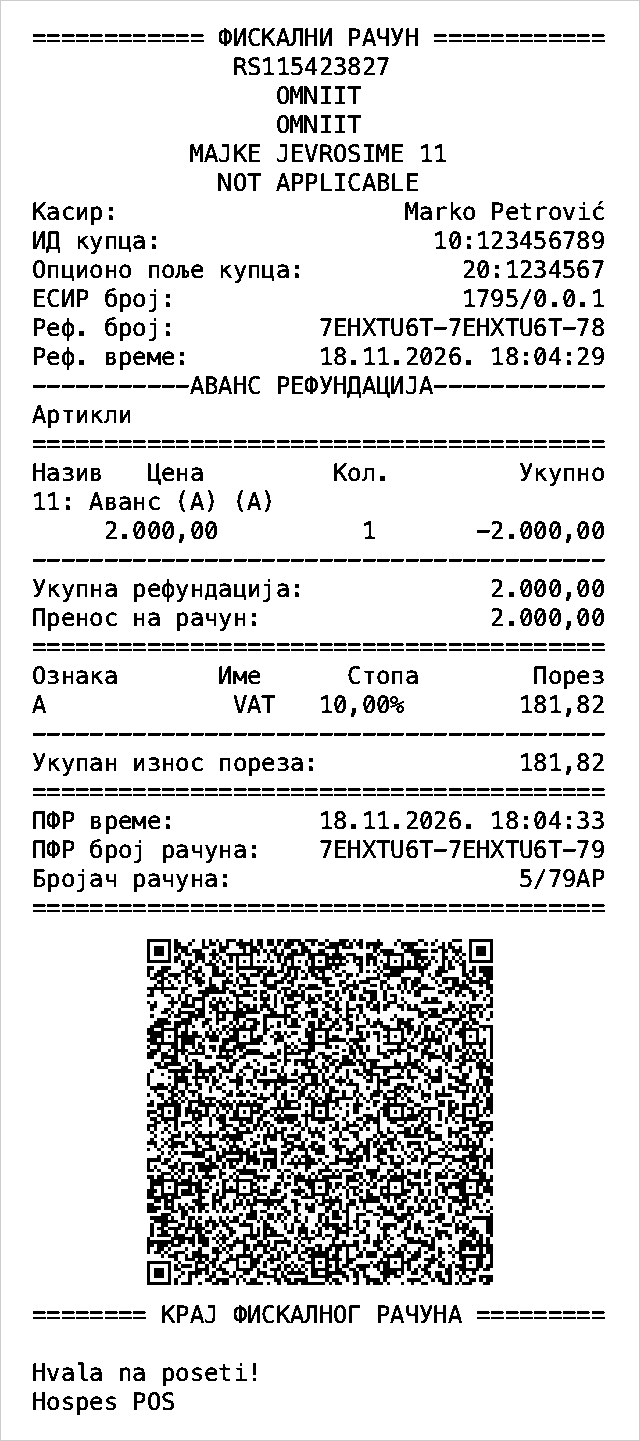 ============ ФИСКАЛНИ РАЧУН ============
RS115423827
OMNIIT
OMNIIT
MAJKE JEVROSIME 11
NOT APPLICABLE
Касир: Marko Petrović
ИД купца: 10:123456789
Опционо поље купца: 20:1234567
ЕСИР број: 1795/0.0.1
Реф. број: 7EHXTU6T-7EHXTU6T-78
Реф. време: 18.11.2026. 18:04:29
-----------АВАНС РЕФУНДАЦИЈА------------
Артикли
========================================
Назив Цена Кол. Укупно
11: Аванс (А) (А)
2.000,00 1 -2.000,00
----------------------------------------
Укупна рефундација: 2.000,00
Пренос на рачун: 2.000,00
========================================
Ознака Име Стопа Порез
А VAT 10,00% 181,82
----------------------------------------
Укупан износ пореза: 181,82
========================================
ПФР време: 18.11.2026. 18:04:33
ПФР број рачуна: 7EHXTU6T-7EHXTU6T-79
Бројач рачуна: 5/79АР
========================================
======== КРАЈ ФИСКАЛНОГ РАЧУНА =========
Hvala na poseti!
Hospes POS